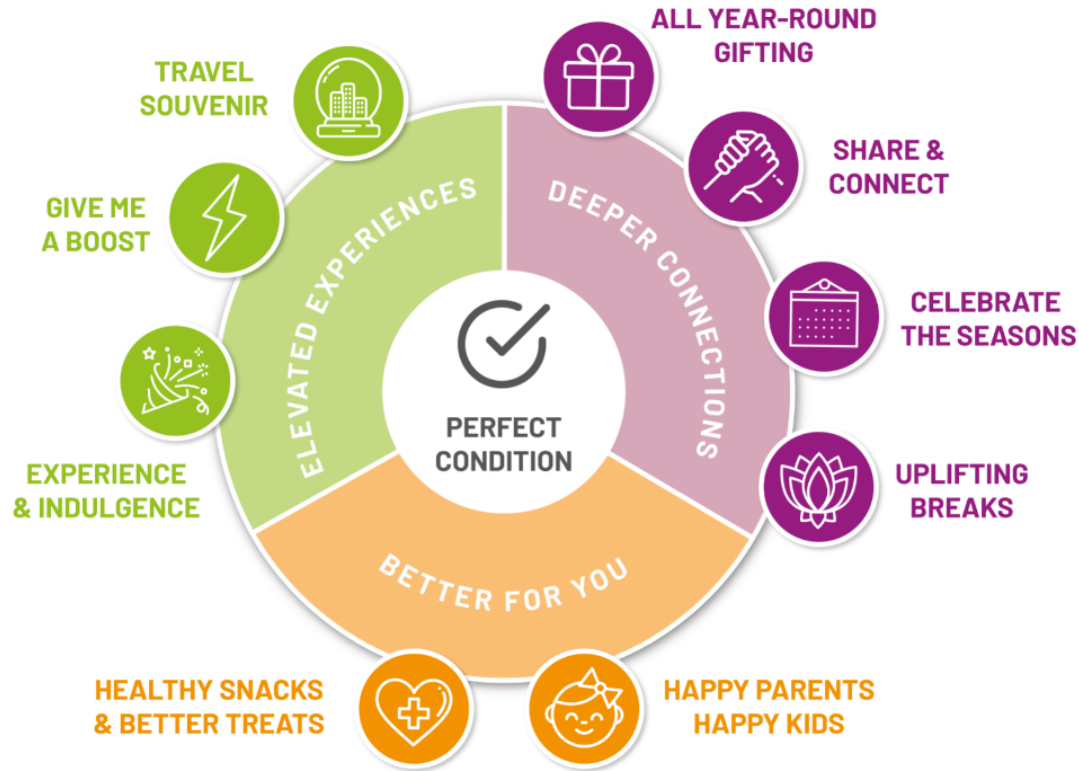 ALL YEAR-ROUND
GIFTING
TRAVEL
SOUVENIR
SHARE &
CONNECT
GIVE ME
A BOOST
ELEVATED EXPERIENCES
DEEPER CONNECTIONS
CELEBRATE
THE SEASONS
PERFECT
CONDITION
EXPERIENCE
& INDULGENCE
UPLIFTING
BREAKS
BETTER FOR YOU
HEALTHY SNACKS
& BETTER TREATS
HAPPY PARENTS
HAPPY KIDS